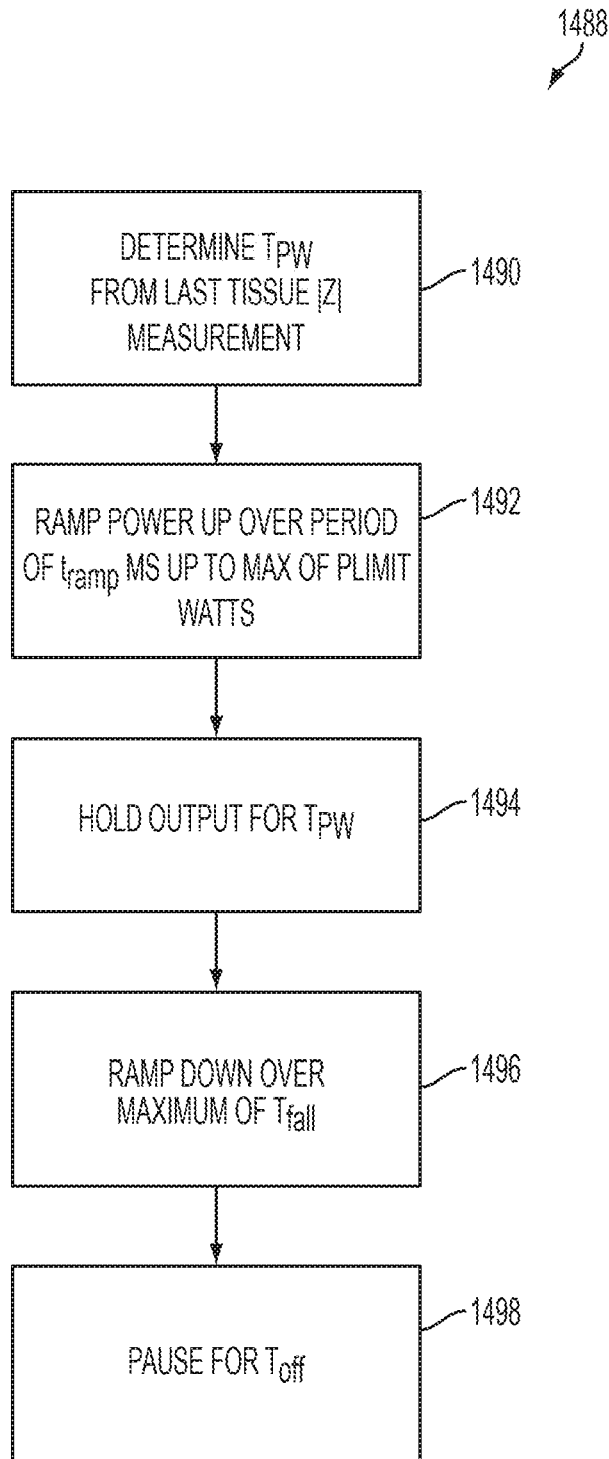 1488
DETERMINE TPW
FROM LAST TISSUE |Z|
MEASUREMENT
1490
RAMP POWER UP OVER PERIOD
OF tramp MS UP TO MAX OF PLIMIT
WATTS
1492
HOLD OUTPUT FOR TPW
1494
RAMP DOWN OVER
MAXIMUM OF Tfall
1496
PAUSE FOR Toff
1498